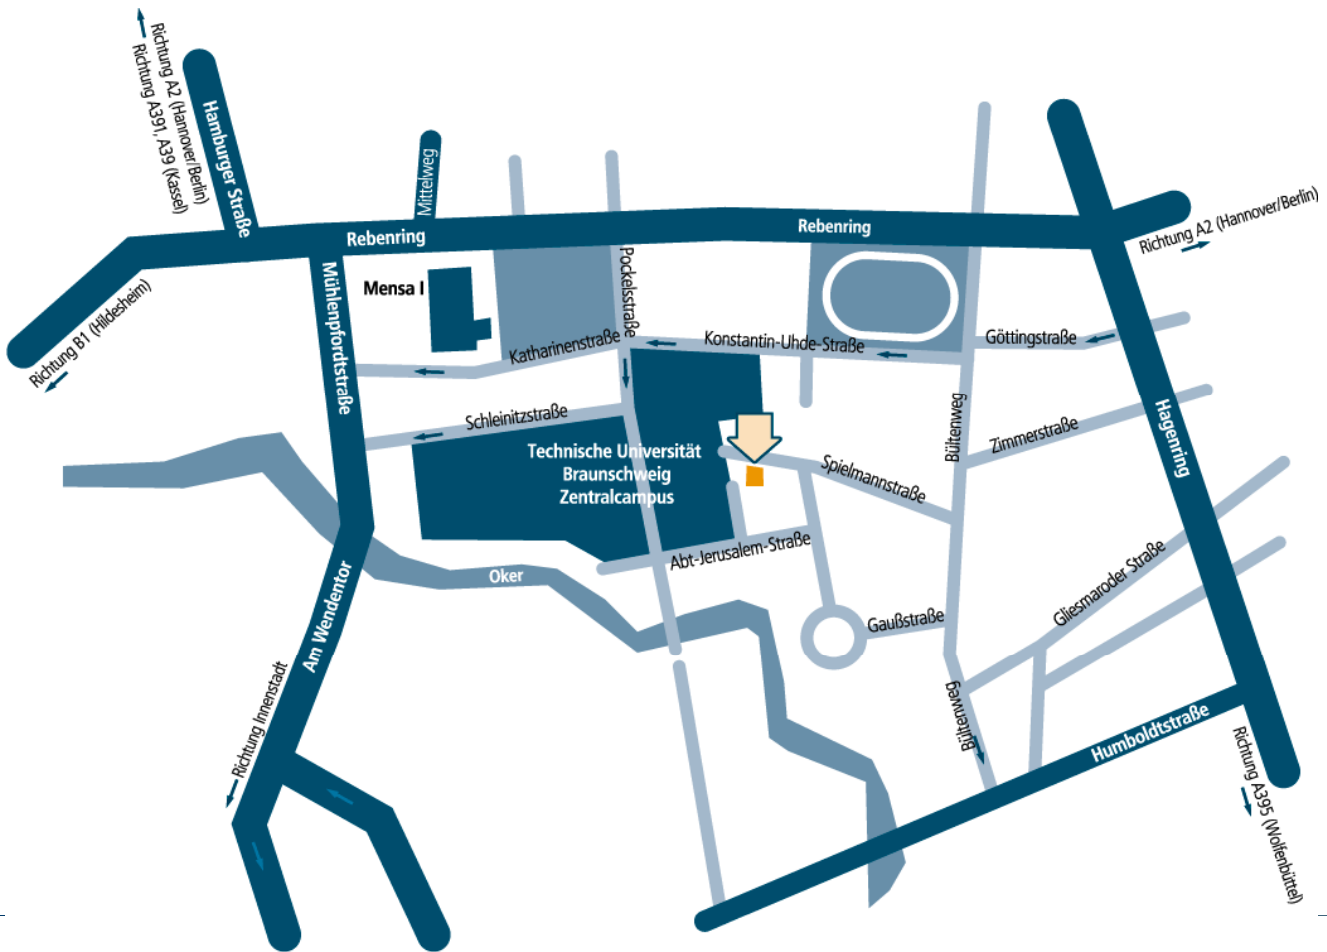 Richtung A2 (Hannover/Berlin)
Richtung A391, A39 (Kassel)
Hamburger Straße
Mittelweg
Rebenring
Rebenring
Richtung A2 (Hannover/Berlin)
Richtung B1 (Hildesheim)
Mühlenpfordtstraße
Mensa I
Pockelsstraße
Katharinenstraße
Konstantin-Uhde-Straße
Göttingstraße
Schleinitzstraße
Technische Universität
Braunschweig
Zentralcampus
Spielmannstraße
Bültenweg
Zimmerstraße
Hagenring
Abt-Jerusalem-Straße
Oker
Am Wendentor
Gaußstraße
Gliesmaroder Straße
Richtung Innenstadt
Bültenweg
Humboldtstraße
Richtung A395 (Wolfenbüttel)